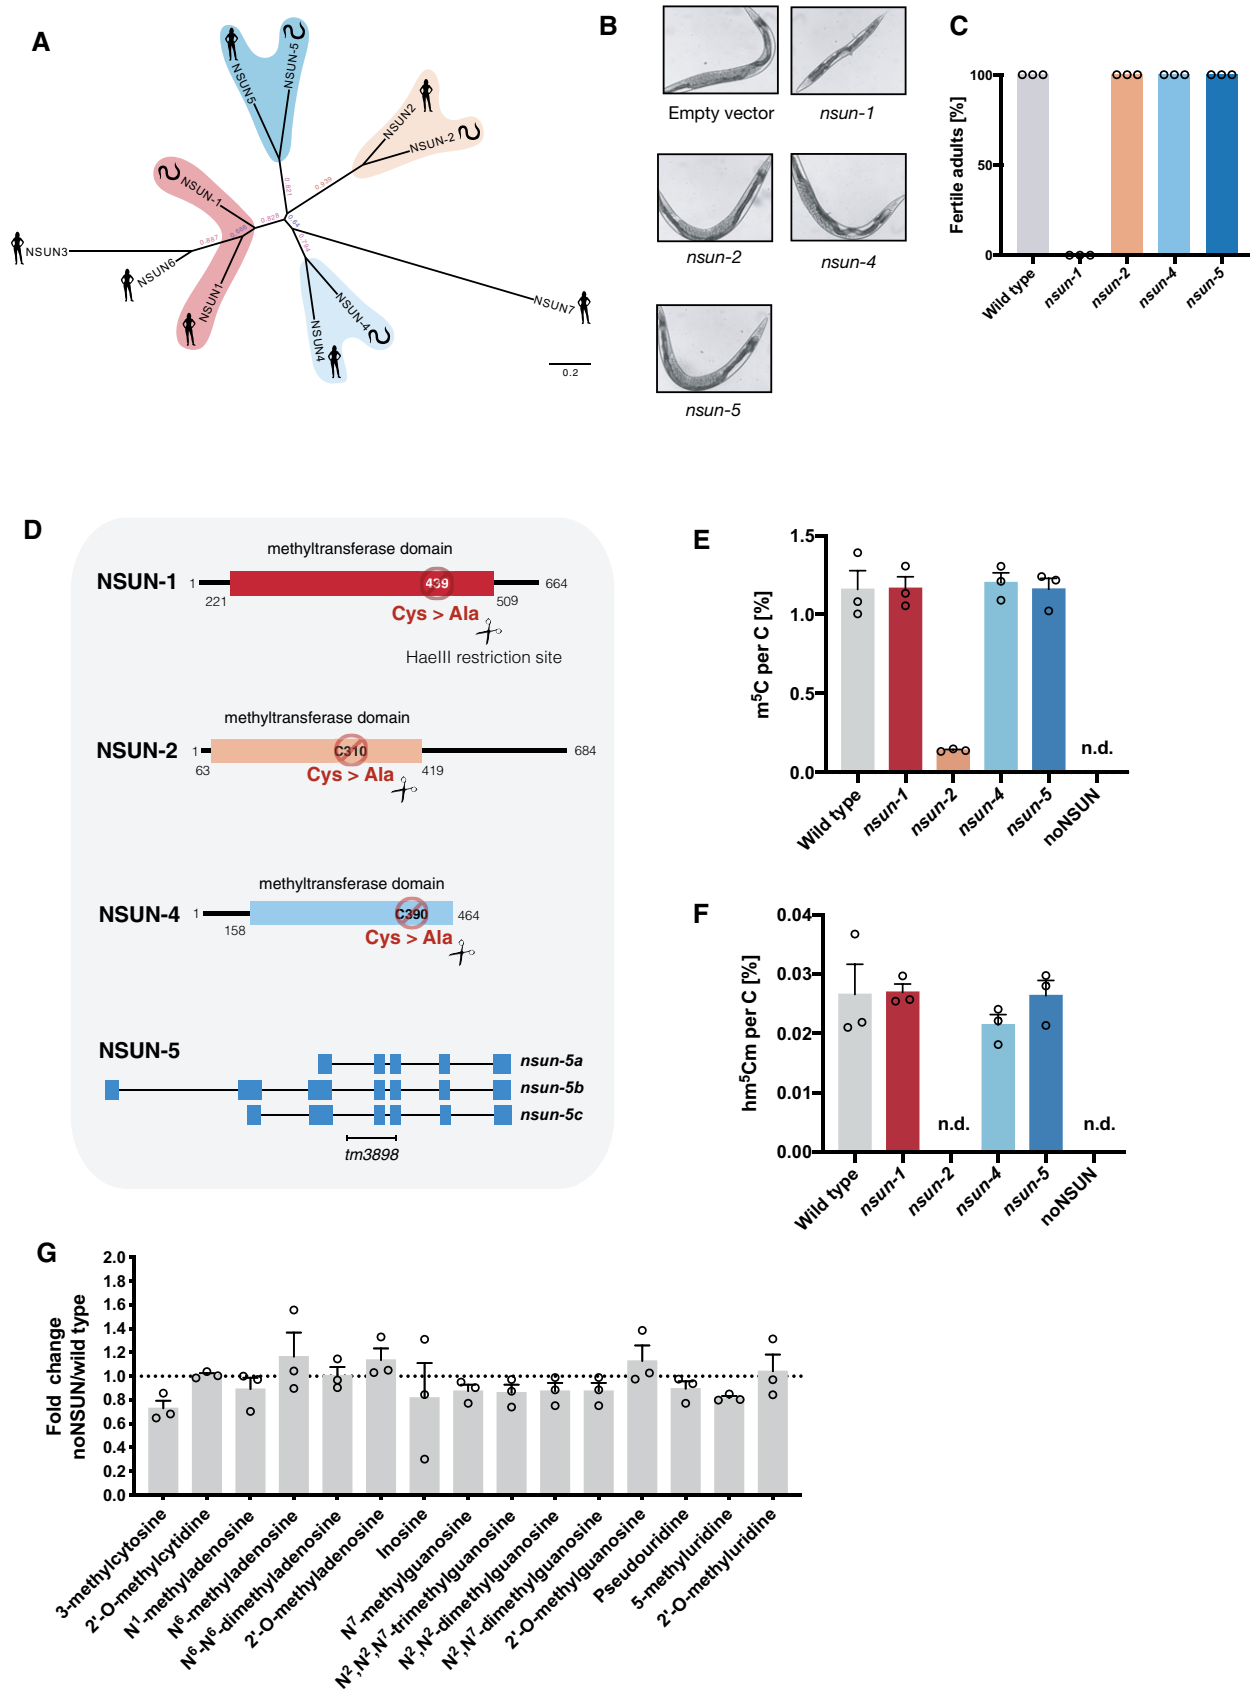 A
NSUN5
NSUN-5
NSUN2
NSUN-2
NSUN-1
NSUN3
NSUN6
NSUN1
NSUN-4
NSUN4
NSUN7
0.821
0.939
0.828
0.887
0.64
0.2
B
Empty vector
nsun-1
nsun-2
nsun-4
nsun-5
C
Fertile adults [%]
100
50
0
Wild type
nsun-1
nsun-2
nsun-4
nsun-5
D
methyltransferase domain
NSUN-1
1
439
664
221
509
Cys > Ala
HaeIII restriction site
methyltransferase domain
NSUN-2
1
C310
684
63
419
Cys > Ala
methyltransferase domain
NSUN-4
1
C390
464
158
Cys > Ala
NSUN-5
nsun-5a
nsun-5b
nsun-5c
tm3898
E
m⁵C per C [%]
1.5
1.0
0.5
0.0
n.d.
Wild type
nsun-1
nsun-2
nsun-4
nsun-5
noNSUN
F
hm⁵Cm per C [%]
0.04
0.03
0.02
0.01
0.00
n.d.
n.d.
Wild type
nsun-1
nsun-2
nsun-4
nsun-5
noNSUN
G
Fold change
noNSUN/wild type
2.0
1.8
1.6
1.4
1.2
1.0
0.8
0.6
0.4
0.2
0.0
3-methylcytosine
2'-O-methylcytidine
N¹-methyladenosine
N⁶-methyladenosine
N⁶-N⁶-dimethyladenosine
2'-O-methyladenosine
Inosine
N⁷-methylguanosine
N²,N²,N⁷-trimethylguanosine
N²,N²-dimethylguanosine
N²,N⁷-dimethylguanosine
2'-O-methylguanosine
Pseudouridine
5-methyluridine
2'-O-methyluridine